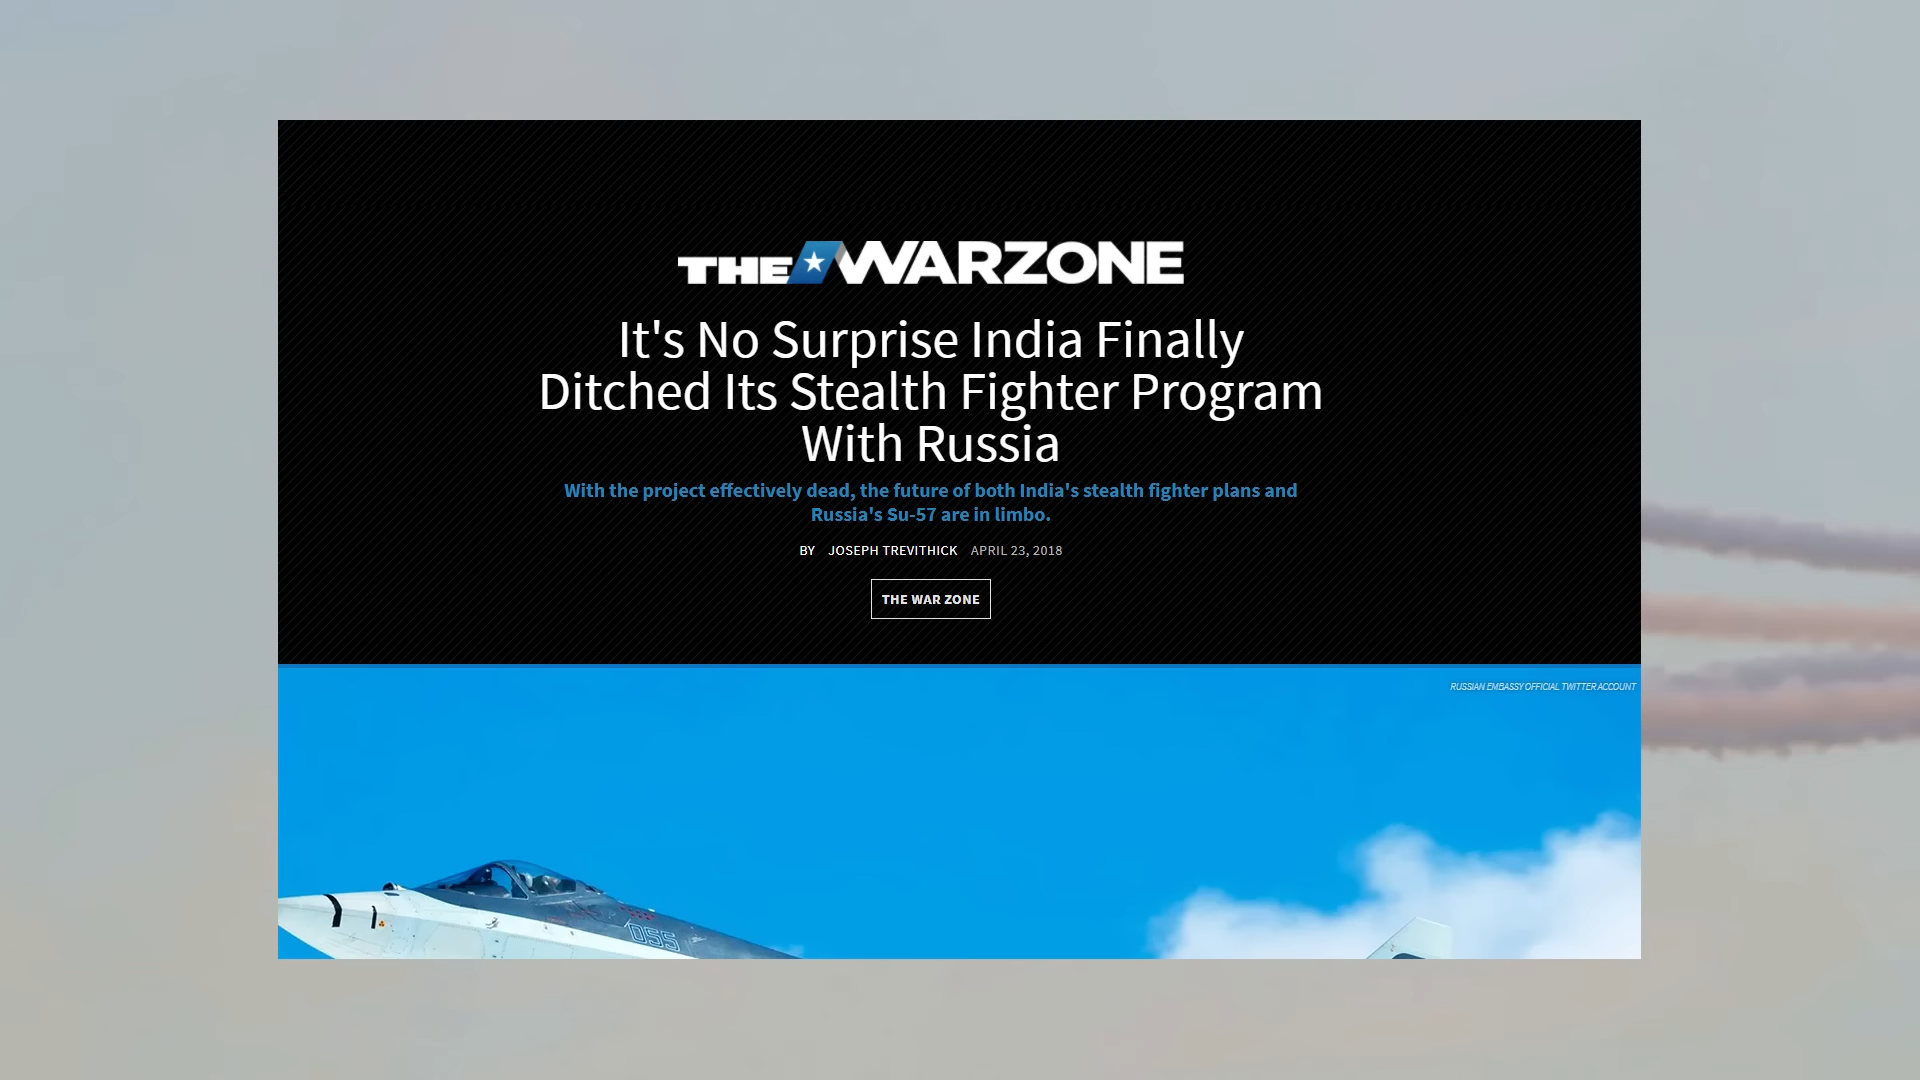 THE WARZONE
It's No Surprise India Finally
Ditched Its Stealth Fighter Program
With Russia
With the project effectively dead, the future of both India's stealth fighter plans and
Russia's Su-57 are in limbo.
BY JOSEPH TREVITHICK APRIL 23, 2018
THE WAR ZONE
RUSSIAN EMBASSY OFFICIAL TWITTER ACCOUNT
055